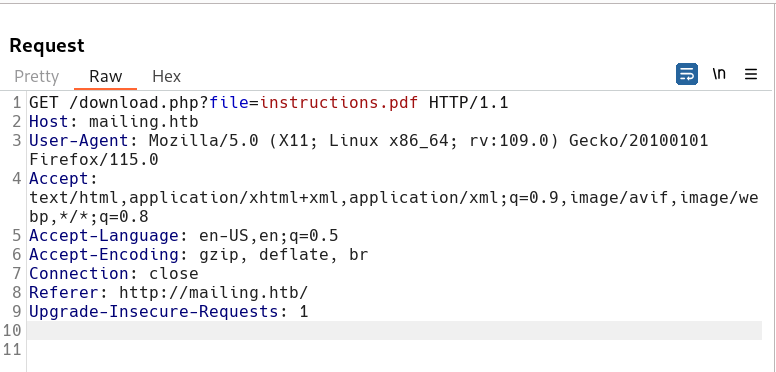 Request
Pretty Raw Hex \n
1 GET /download.php?file=instructions.pdf HTTP/1.1
2 Host: mailing.htb
3 User-Agent: Mozilla/5.0 (X11; Linux x86_64; rv:109.0) Gecko/20100101
Firefox/115.0
4 Accept:
text/html,application/xhtml+xml,application/xml;q=0.9,image/avif,image/we
bp,*/*;q=0.8
5 Accept-Language: en-US,en;q=0.5
6 Accept-Encoding: gzip, deflate, br
7 Connection: close
8 Referer: http://mailing.htb/
9 Upgrade-Insecure-Requests: 1
10
11